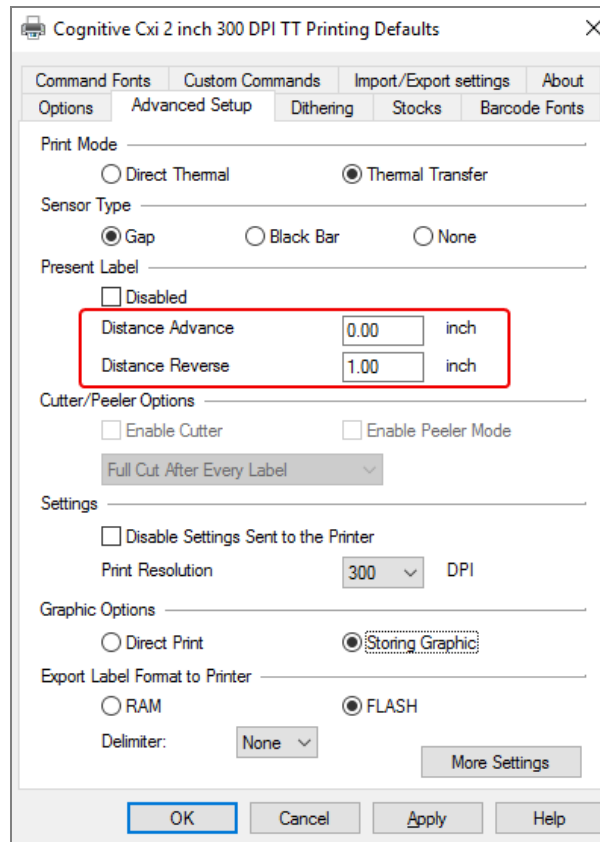 Cognitive Cxi 2 inch 300 DPI TT Printing Defaults
Command Fonts Custom Commands Import/Export settings About
Options Advanced Setup Dithering Stocks Barcode Fonts
Print Mode
Direct Thermal Thermal Transfer
Sensor Type
Gap Black Bar None
Present Label
Disabled
Distance Advance 0.00 inch
Distance Reverse 1.00 inch
Cutter/Peeler Options
Enable Cutter Enable Peeler Mode
Full Cut After Every Label
Settings
Disable Settings Sent to the Printer
Print Resolution 300 DPI
Graphic Options
Direct Print Storing Graphic
Export Label Format to Printer
RAM FLASH
Delimiter: None
More Settings
OK Cancel Apply Help